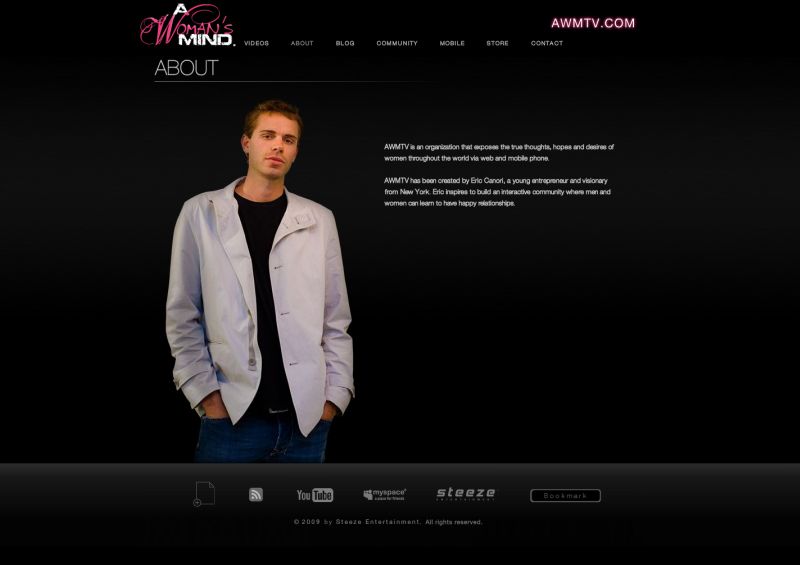 A
Woman's
MIND.
AWMTV.COM
VIDEOS ABOUT BLOG COMMUNITY MOBILE STORE CONTACT
ABOUT
AWMTV is an organization that exposes the true thoughts, hopes and desires of
women throughout the world via web and mobile phone.
AWMTV has been created by Eric Canori, a young entrepreneur and visionary
from New York. Eric inspires to build an interactive community where men and
women can learn to have happy relationships.
YouTube myspace steeze Bookmark
a place for friends ENTERTAINMENT
© 2009 by Steeze Entertainment. All rights reserved.